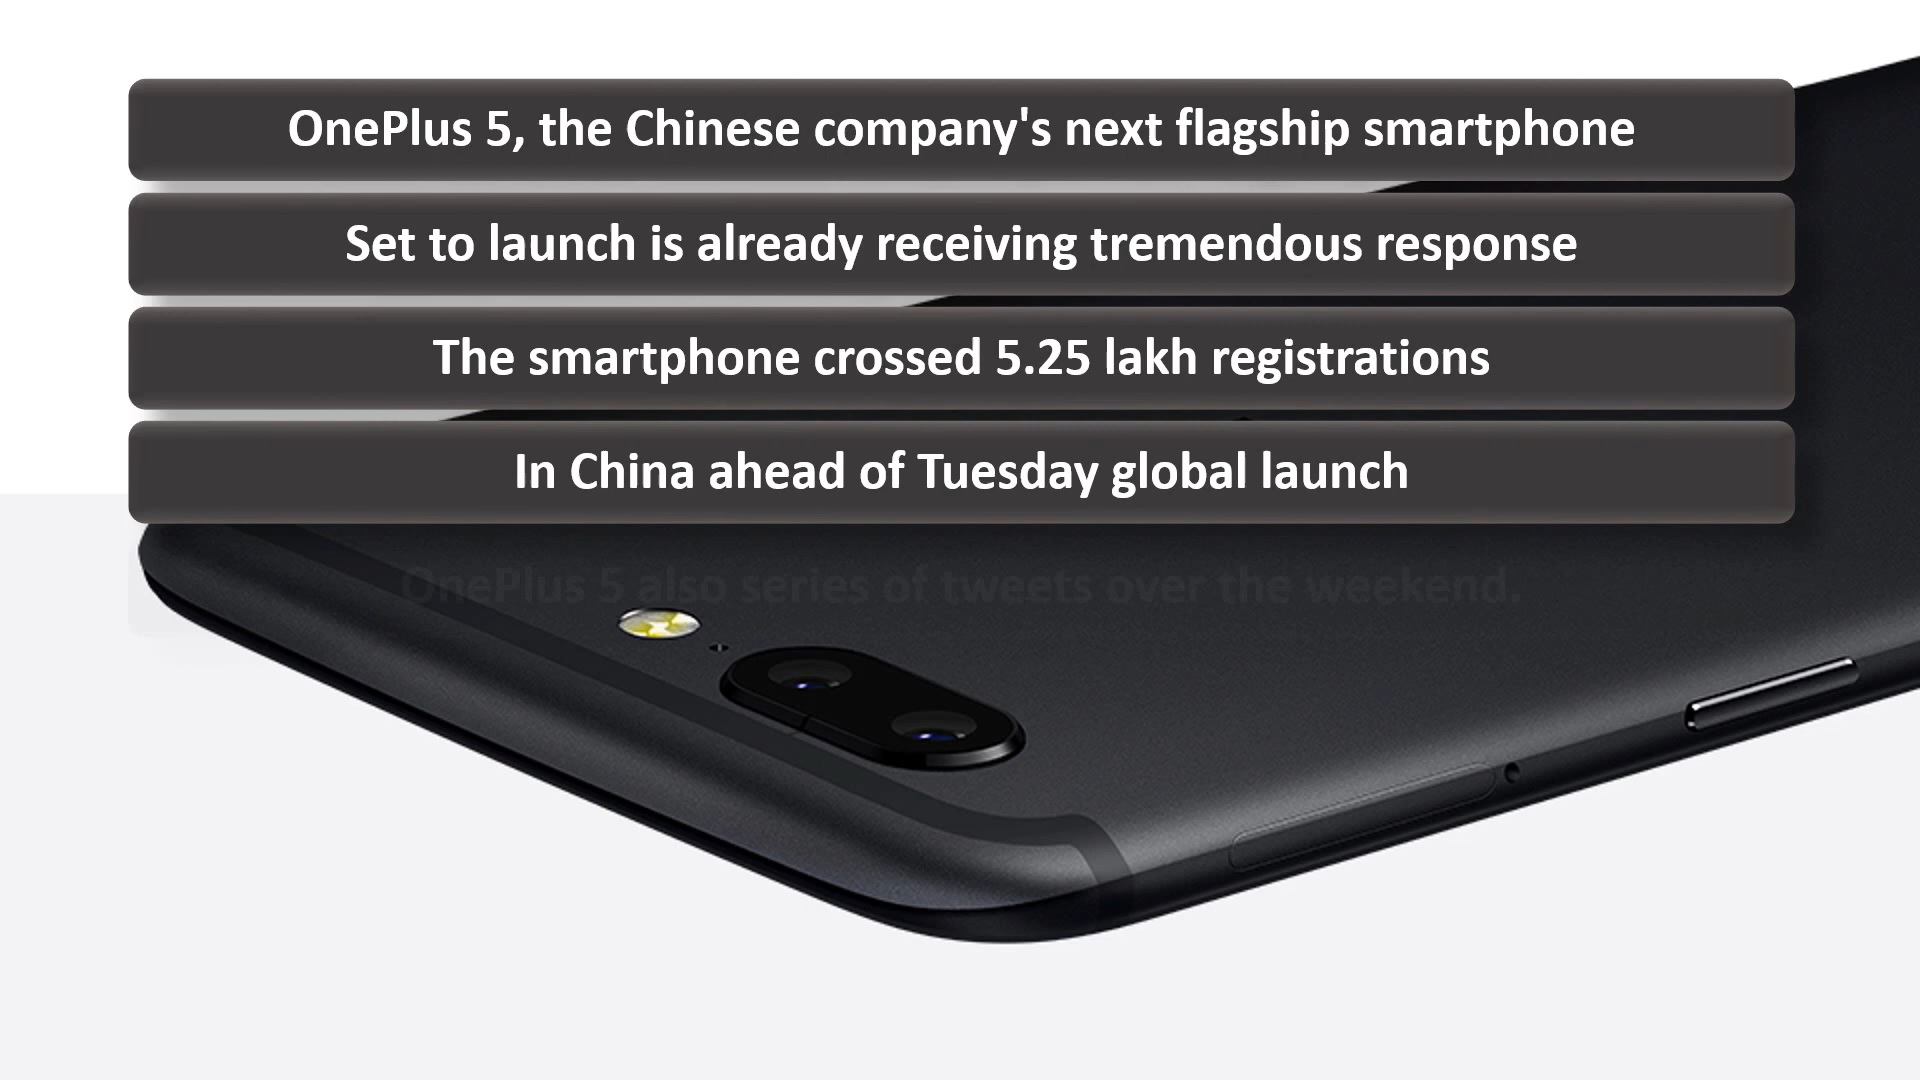 OnePlus 5, the Chinese company's next flagship smartphone
Set to launch is already receiving tremendous response
The smartphone crossed 5.25 lakh registrations
In China ahead of Tuesday global launch
OnePlus 5 also series of tweets over the weekend.